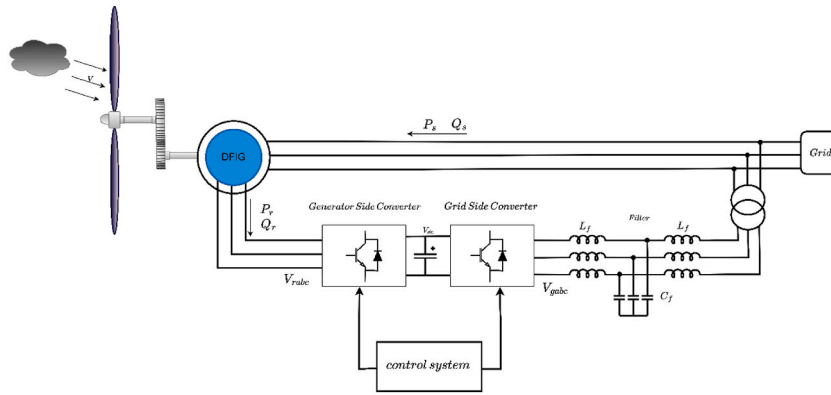 v
DFIG
P_s Q_s
Grid
P_r
Q_r
Generator Side Converter
V_dc
Grid Side Converter
L_f
Filter
L_f
V_rabc
V_gabc
C_f
control system